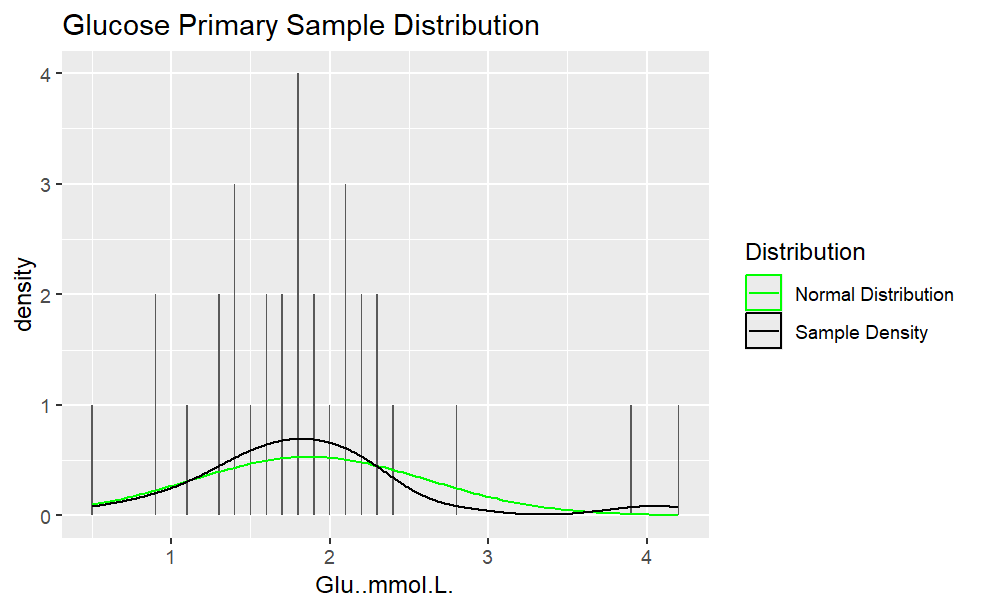 Glucose Primary Sample Distribution
density
4
3
2
1
0
1 2 3 4
Glu..mmol.L.
Distribution
Normal Distribution
Sample Density